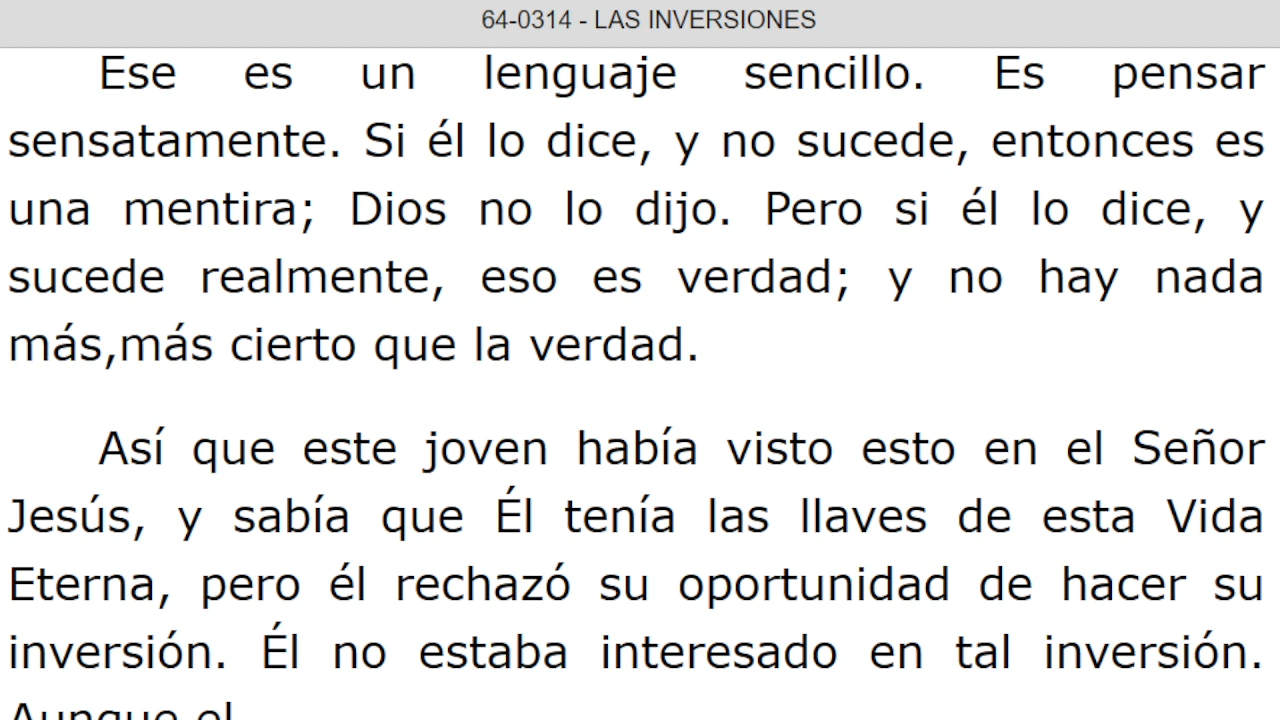 64-0314 - LAS INVERSIONES
Ese es un lenguaje sencillo. Es pensar
sensatamente. Si él lo dice, y no sucede, entonces es
una mentira; Dios no lo dijo. Pero si él lo dice, y
sucede realmente, eso es verdad; y no hay nada
más,más cierto que la verdad.
Así que este joven había visto esto en el Señor
Jesús, y sabía que Él tenía las llaves de esta Vida
Eterna, pero él rechazó su oportunidad de hacer su
inversión. Él no estaba interesado en tal inversión.
Aunque el